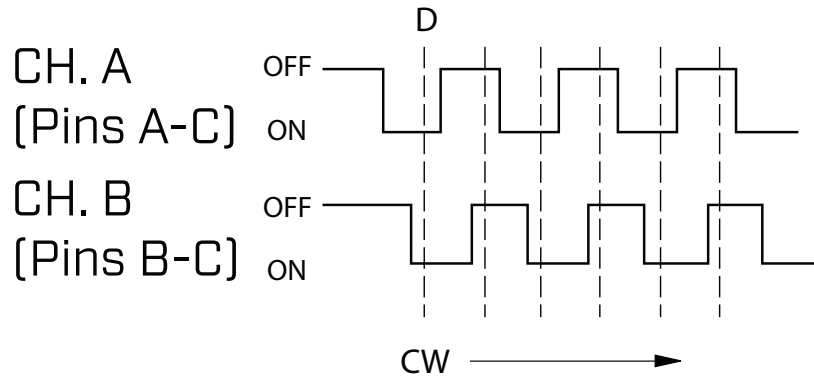 D
CH. A OFF
(Pins A-C) ON
CH. B OFF
(Pins B-C) ON
CW